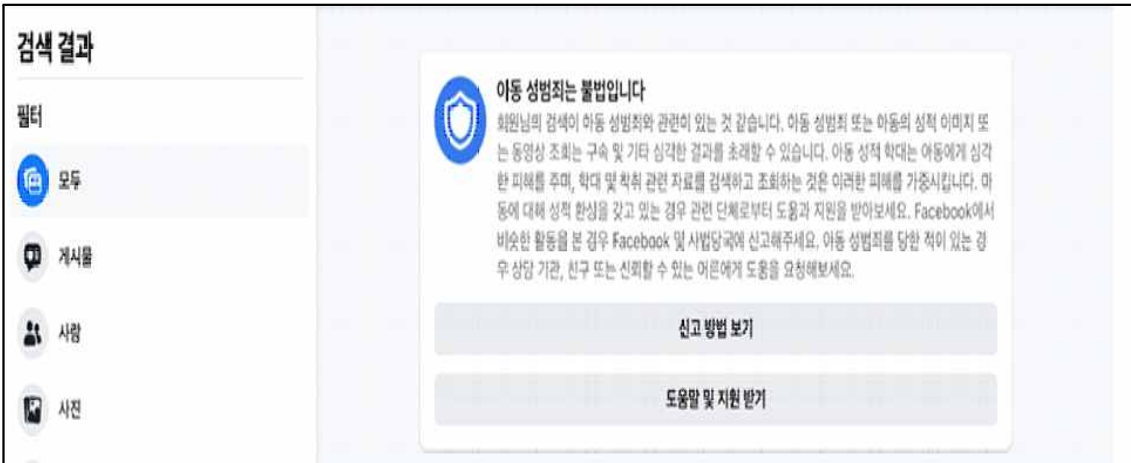 검색 결과
필터
모두
게시물
사람
사진
아동 성범죄는 불법입니다
회원님의 검색이 아동 성범죄와 관련이 있는 것 같습니다. 아동 성범죄 또는 아동의 성적 이미지 또
는 동영상 조회는 구속 및 기타 심각한 결과를 초래할 수 있습니다. 아동 성적 학대는 아동에게 심각
한 피해를 주며, 학대 및 착취 관련 자료를 검색하고 조회하는 것은 이러한 피해를 가중시킵니다. 아
동에 대해 성적 환상을 갖고 있는 경우 관련 단체로부터 도움과 지원을 받아보세요. Facebook에서
비슷한 활동을 본 경우 Facebook 및 사법당국에 신고해주세요. 아동 성범죄를 당한 적이 있는 경
우 상담 기관, 친구 또는 신뢰할 수 있는 어른에게 도움을 요청해보세요.
신고 방법 보기
도움말 및 지원 받기